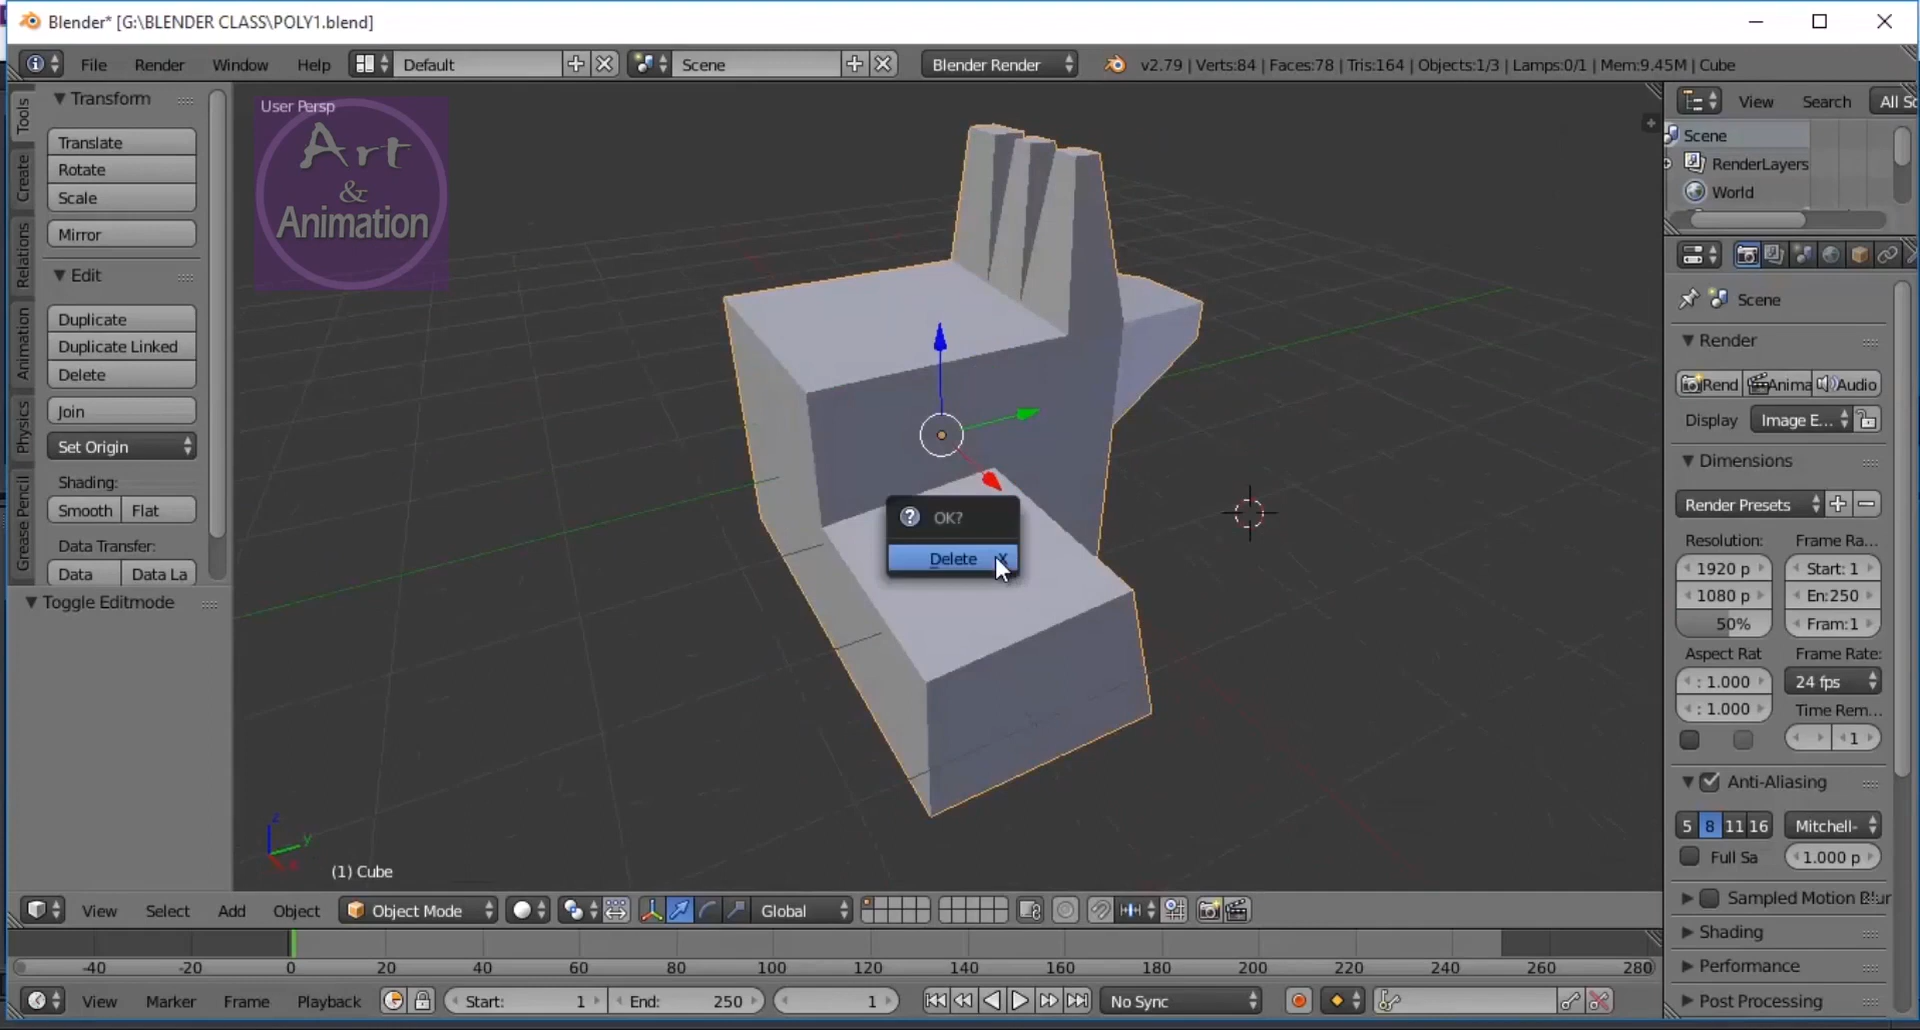 Blender* [G:\BLENDER CLASS\POLY1.blend]
File Render Window Help Default Scene Blender Render v2.79 | Verts:84 | Faces:78 | Tris:164 | Objects:1/3 | Lamps:0/1 | Mem:9.45M | Cube
Tools
Create
Relations
Animation
Physics
Grease Pencil
Transform
Translate
Rotate
Scale
Mirror
Edit
Duplicate
Duplicate Linked
Delete
Join
Set Origin
Shading:
Smooth Flat
Data Transfer:
Data Data La
Toggle Editmode
User Persp
Art
&
Animation
OK?
Delete X
z
y
x
(1) Cube
View Search All Sc
Scene
RenderLayers
World
Scene
Render
Rend Anima Audio
Display Image E...
Dimensions
Render Presets
Resolution: Frame Ra...
1920 p Start: 1
1080 p En:250
50% Fram:1
Aspect Rat Frame Rate:
: 1.000 24 fps
: 1.000 Time Rem...
1
Anti-Aliasing
5 8 11 16 Mitchell-
Full Sa 1.000 p
Sampled Motion Blur
Shading
Performance
Post Processing
View Select Add Object Object Mode Global
-40 -20 0 20 40 60 80 100 120 140 160 180 200 220 240 260 280
View Marker Frame Playback Start: 1 End: 250 1 No Sync